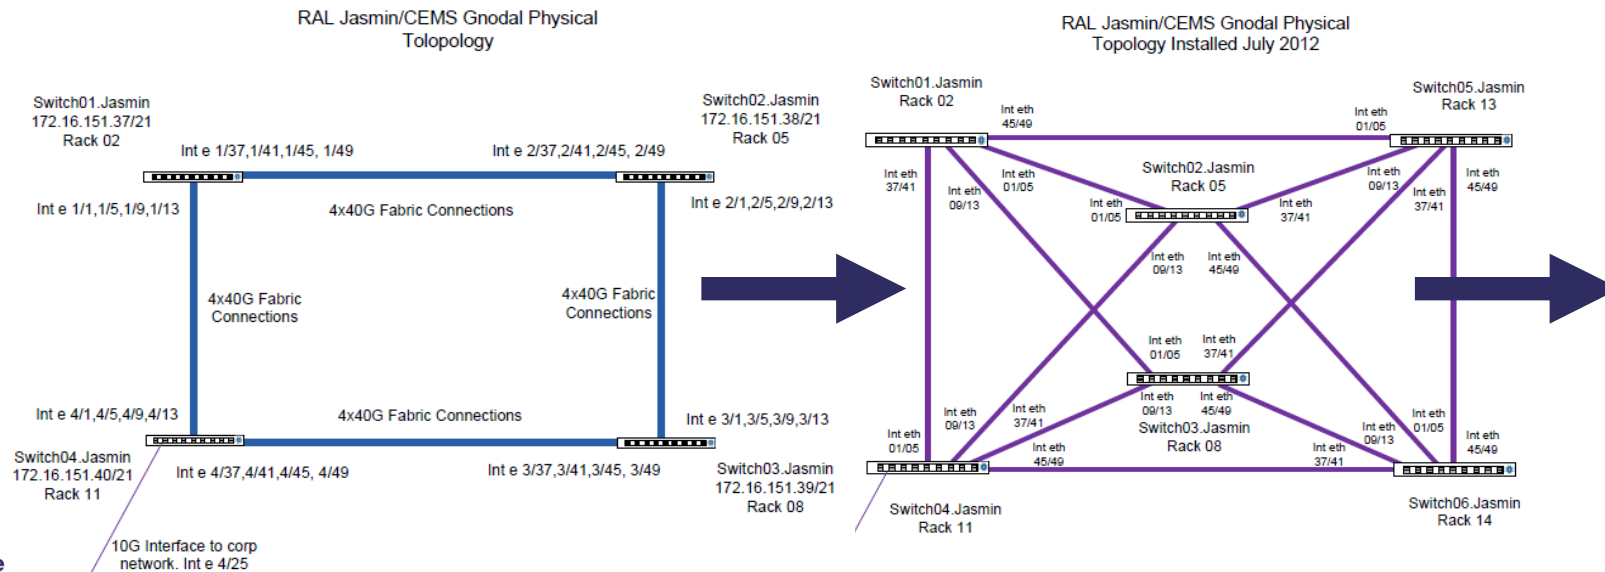 RAL Jasmin/CEMS Gnodal Physical
Tolopology
Switch01.Jasmin
172.16.151.37/21
Rack 02
Switch02.Jasmin
172.16.151.38/21
Rack 05
Int e 1/37,1/41,1/45, 1/49
Int e 2/37,2/41,2/45, 2/49
Int e 1/1,1/5,1/9,1/13
4x40G Fabric Connections
Int e 2/1,2/5,2/9,2/13
4x40G Fabric
Connections
4x40G Fabric
Connections
Int e 4/1,4/5,4/9,4/13
4x40G Fabric Connections
Int e 3/1,3/5,3/9,3/13
Switch04.Jasmin
172.16.151.40/21
Rack 11
Int e 4/37,4/41,4/45, 4/49
Int e 3/37,3/41,3/45, 3/49
Switch03.Jasmin
172.16.151.39/21
Rack 08
10G Interface to corp
network. Int e 4/25
e
RAL Jasmin/CEMS Gnodal Physical
Topology Installed July 2012
Switch01.Jasmin
Rack 02
Switch05.Jasmin
Rack 13
Int eth
45/49
Int eth
01/05
Int eth
37/41
Int eth
09/13
Int eth
01/05
Switch02.Jasmin
Rack 05
Int eth
09/13
Int eth
37/41
Int eth
45/49
Int eth
01/05
Int eth
37/41
Int eth
09/13
Int eth
45/49
Int eth
01/05
Int eth
37/41
Int eth
09/13
Int eth
45/49
Switch03.Jasmin
Rack 08
Int eth
01/05
Int eth
09/13
Int eth
37/41
Int eth
45/49
Int eth
09/13
Int eth
01/05
Int eth
37/41
Int eth
45/49
Switch04.Jasmin
Rack 11
Switch06.Jasmin
Rack 14